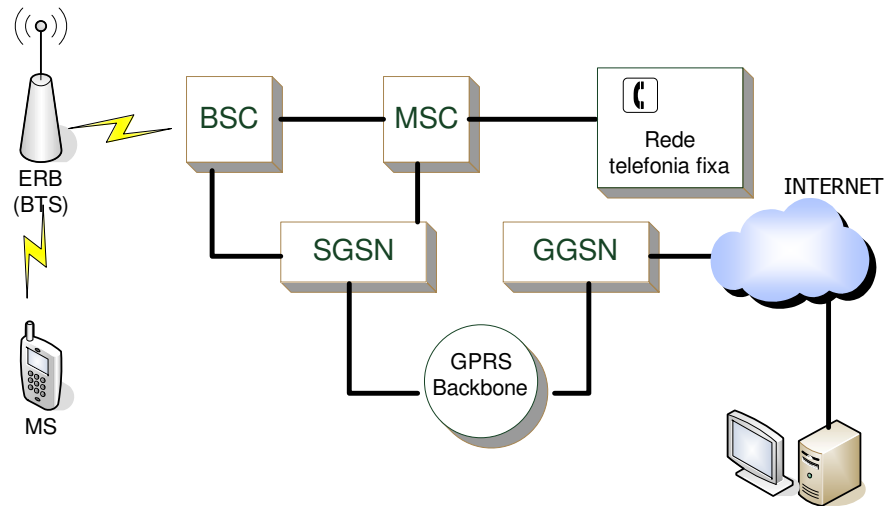 BSC
MSC
Rede
telefonia fixa
ERB
(BTS)
INTERNET
SGSN
GGSN
GPRS
Backbone
MS